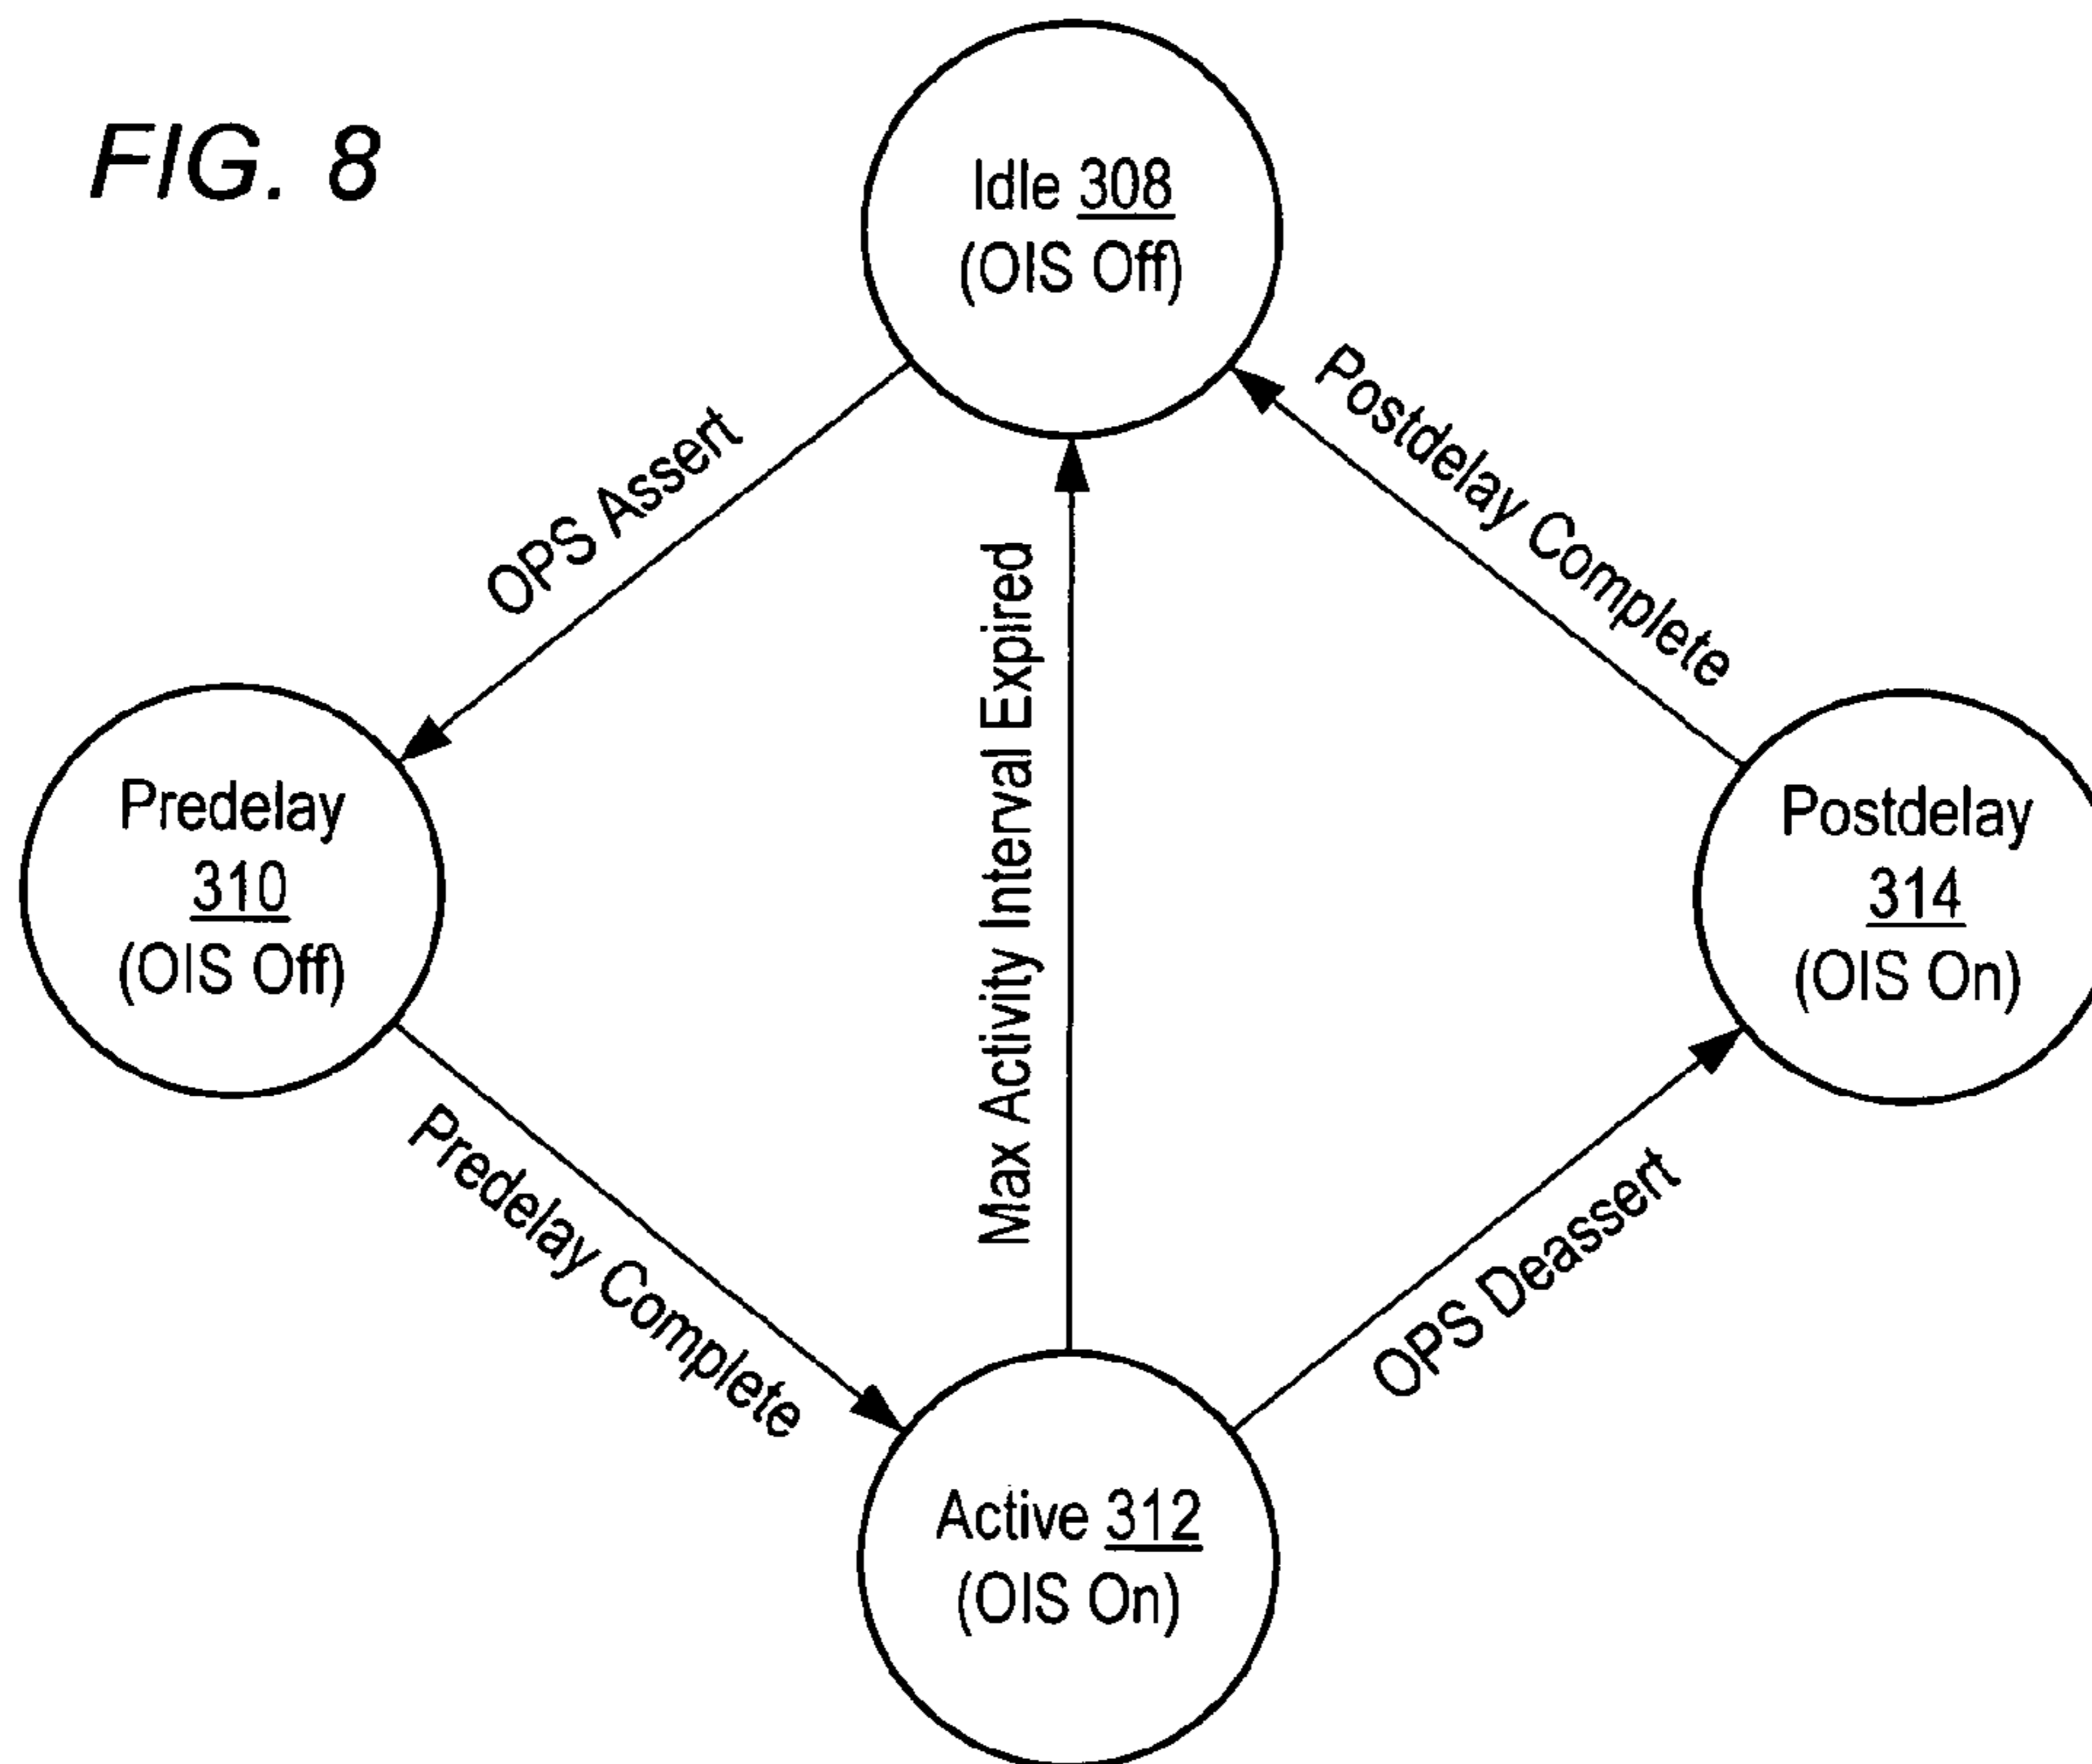 FIG. 8
Idle 308
(OIS Off)
OPS Assert
Postdelay Complete
Max Activity Interval Expired
Predelay
310
(OIS Off)
Postdelay
314
(OIS On)
Predelay Complete
OPS Deassert
Active 312
(OIS On)